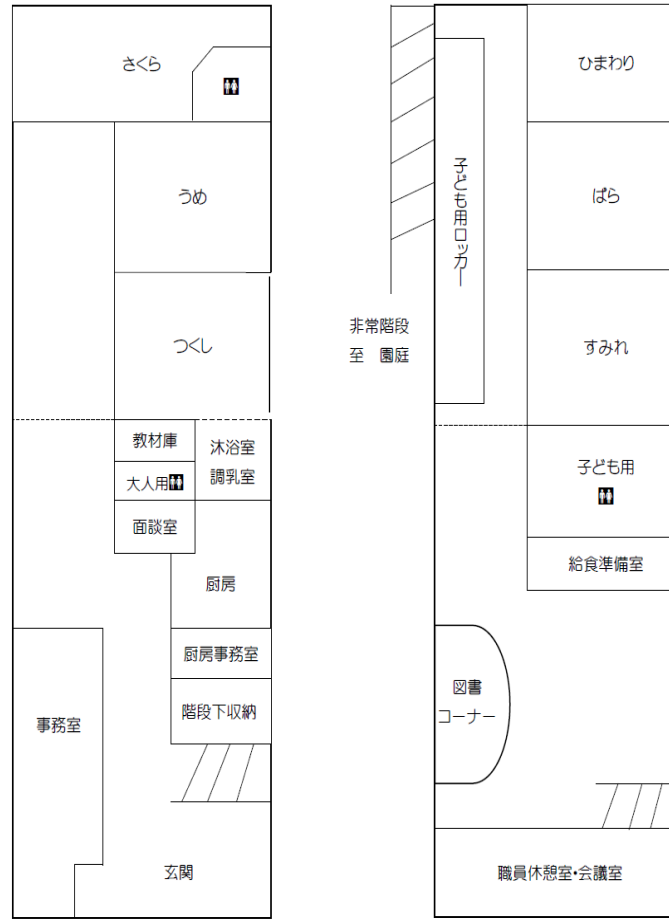 さくら
うめ
つくし
教材庫
沐浴室
調乳室
大人用
面談室
厨房
厨房事務室
階段下収納
事務室
玄関
非常階段
至 園庭
子ども用ロッカー
ひまわり
ばら
すみれ
子ども用
給食準備室
図書
コーナー
職員休憩室・会議室